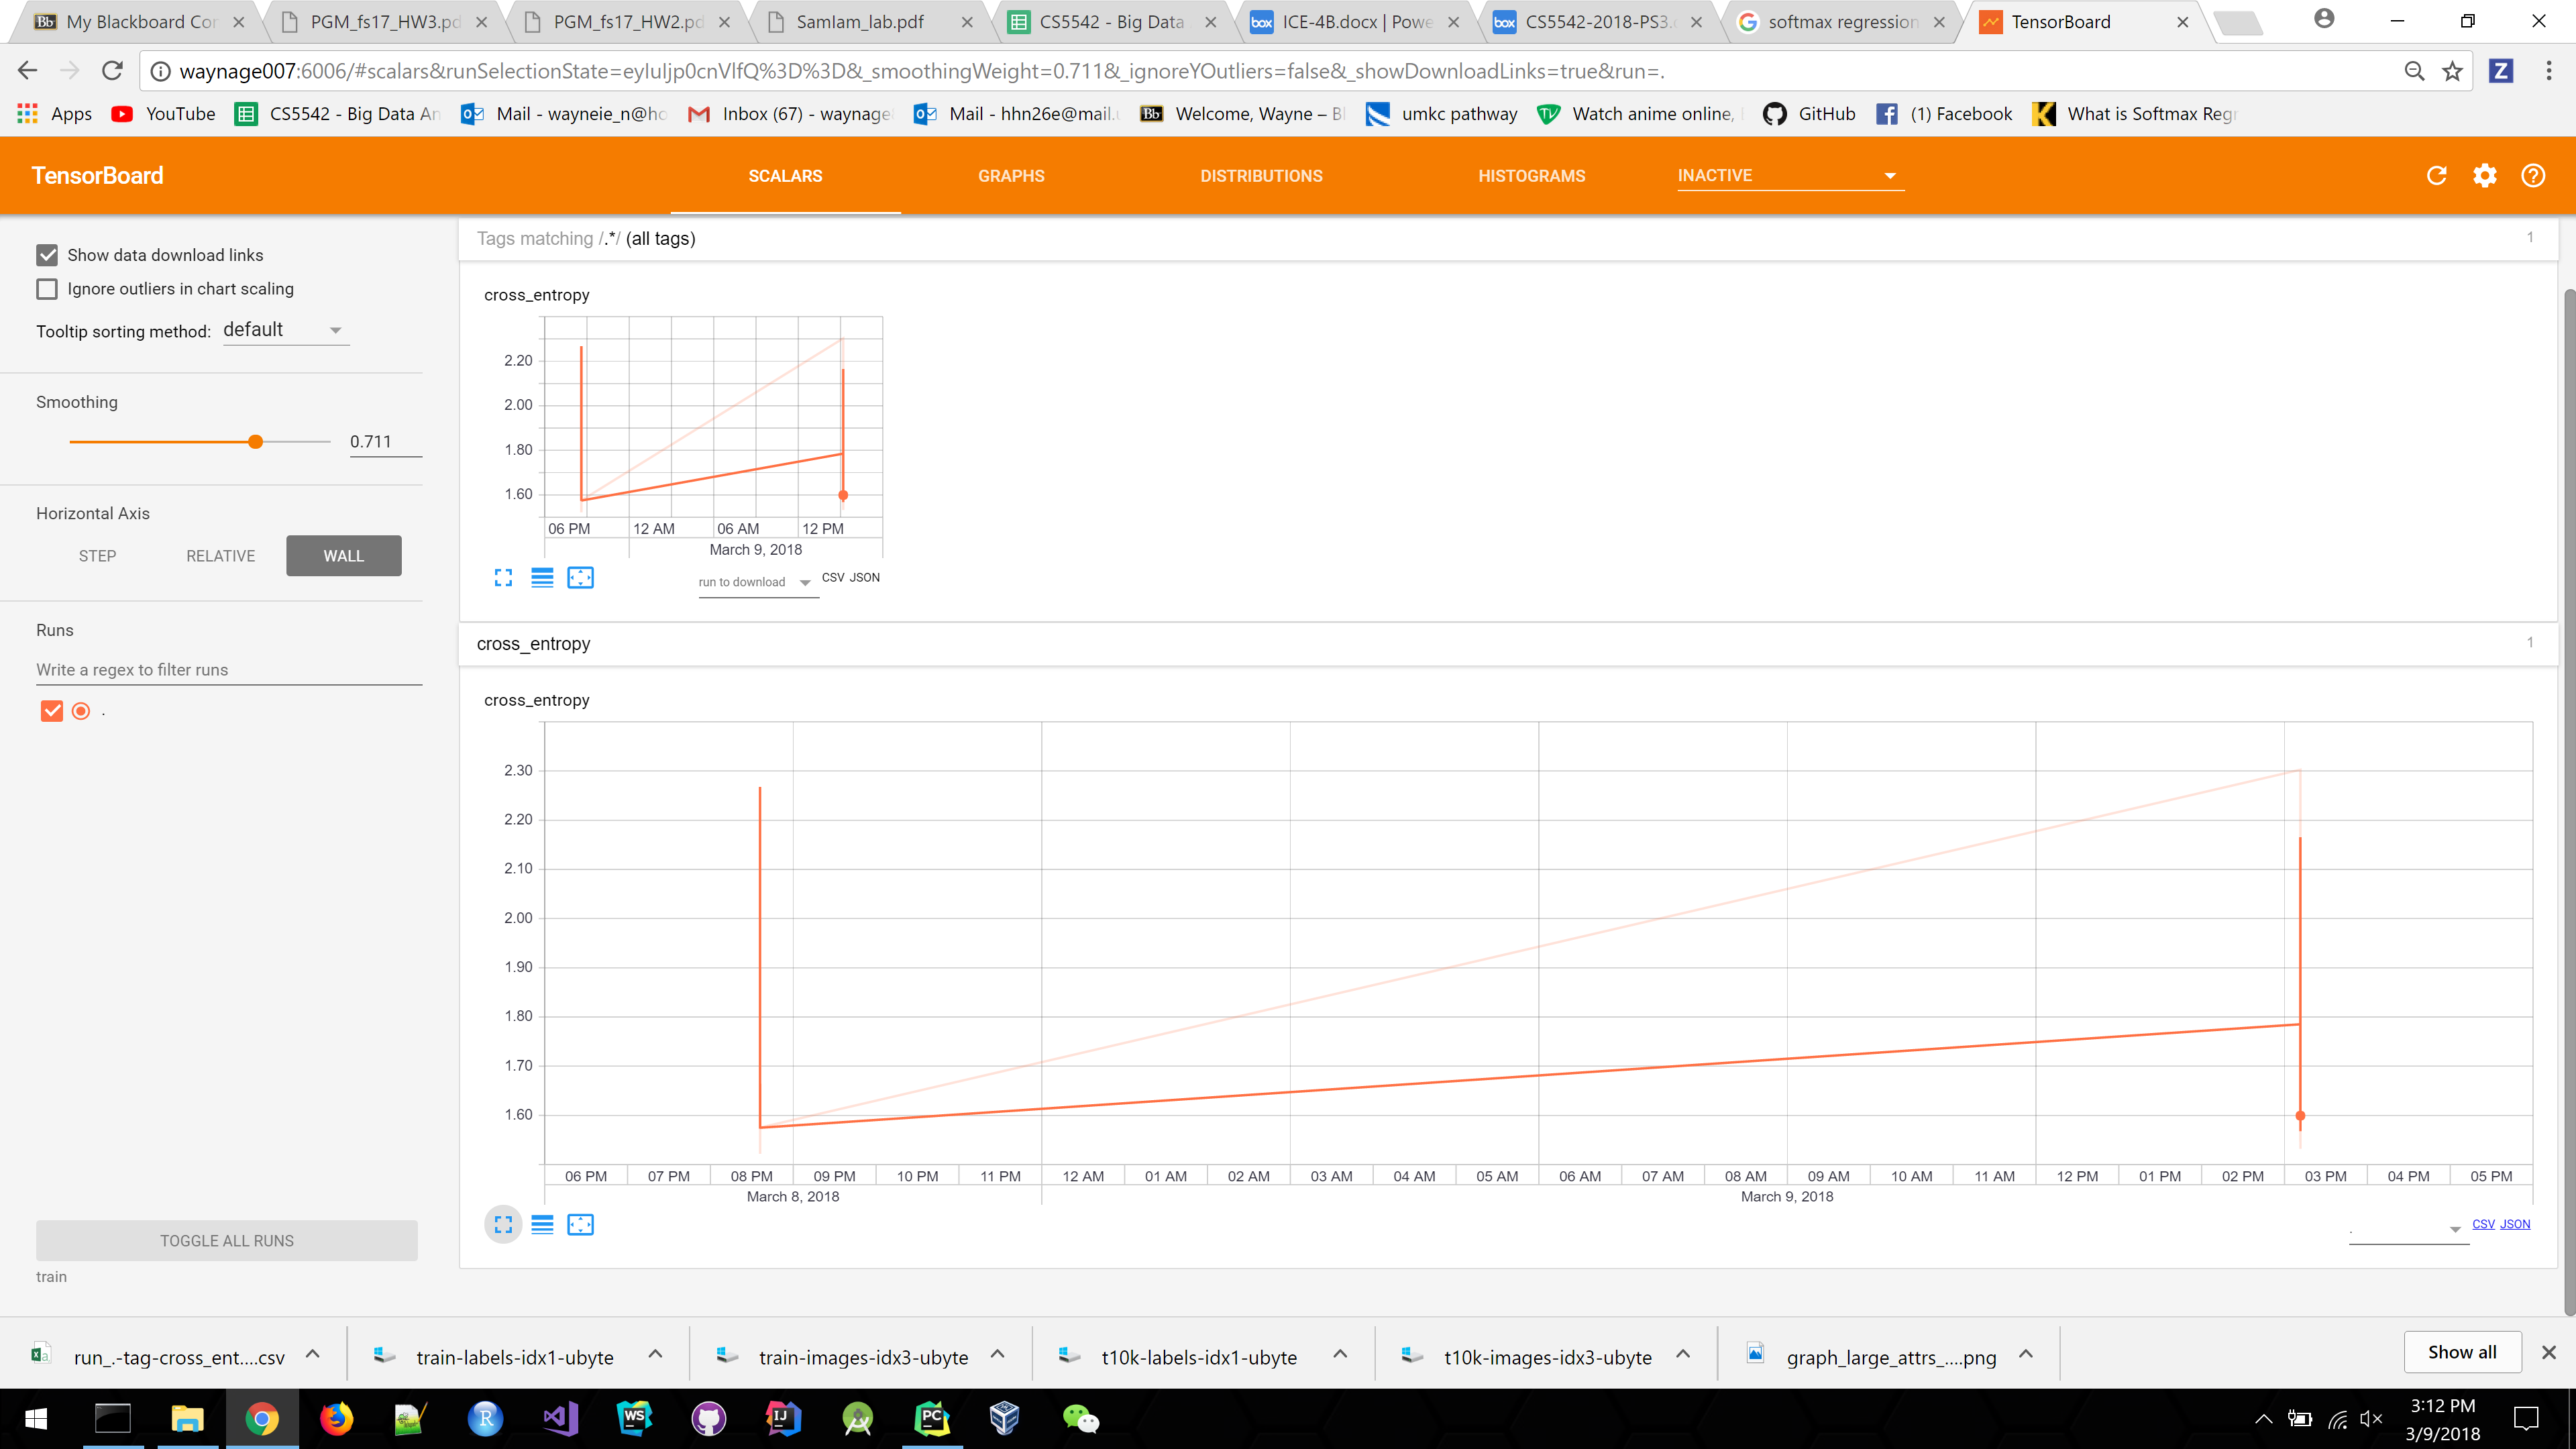 My Blackboard Cor
PGM_fs17_HW3.pd
PGM_fs17_HW2.pd
Samlam_lab.pdf
CS5542 - Big Data
ICE-4B.docx | Powe
CS5542-2018-PS3.
softmax regression
TensorBoard
waynage007:6006/#scalars&runSelectionState=eyIuIjp0cnVlfQ%3D%3D&_smoothingWeight=0.711&_ignoreYOutliers=false&_showDownloadLinks=true&run=.
Apps YouTube CS5542 - Big Data An Mail - wayneie_n@ho Inbox (67) - waynage Mail - hhn26e@mail. Welcome, Wayne – Bl umkc pathway Watch anime online, GitHub (1) Facebook What is Softmax Regr
TensorBoard SCALARS GRAPHS DISTRIBUTIONS HISTOGRAMS INACTIVE
Show data download links
Ignore outliers in chart scaling
Tooltip sorting method: default
Smoothing
0.711
Horizontal Axis
STEP RELATIVE WALL
Runs
Write a regex to filter runs
.
TOGGLE ALL RUNS
train
Tags matching /.*/ (all tags) 1
cross_entropy
2.20
2.00
1.80
1.60
06 PM 12 AM 06 AM 12 PM
March 9, 2018
run to download CSV JSON
cross_entropy 1
cross_entropy
2.30
2.20
2.10
2.00
1.90
1.80
1.70
1.60
06 PM 07 PM 08 PM 09 PM 10 PM 11 PM 12 AM 01 AM 02 AM 03 AM 04 AM 05 AM 06 AM 07 AM 08 AM 09 AM 10 AM 11 AM 12 PM 01 PM 02 PM 03 PM 04 PM 05 PM
March 8, 2018 March 9, 2018
. CSV JSON
run_.-tag-cross_ent....csv train-labels-idx1-ubyte train-images-idx3-ubyte t10k-labels-idx1-ubyte t10k-images-idx3-ubyte graph_large_attrs_....png Show all
3:12 PM
3/9/2018